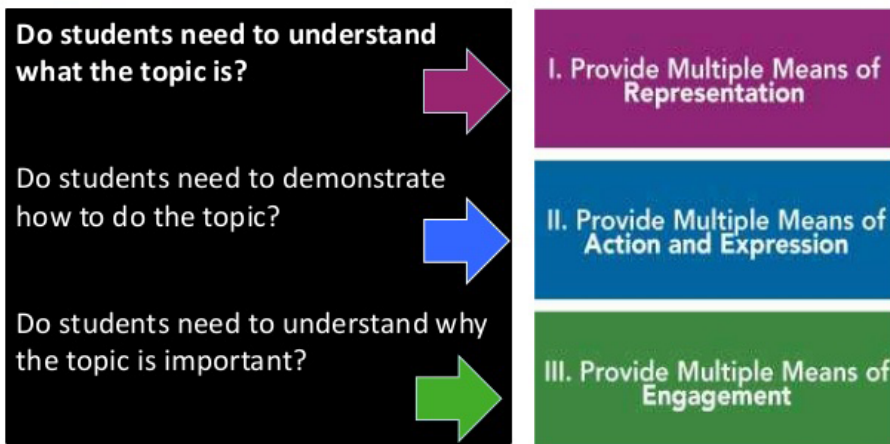 Do students need to understand
what the topic is?
I. Provide Multiple Means of
Representation
Do students need to demonstrate
how to do the topic?
II. Provide Multiple Means of
Action and Expression
Do students need to understand why
the topic is important?
III. Provide Multiple Means of
Engagement